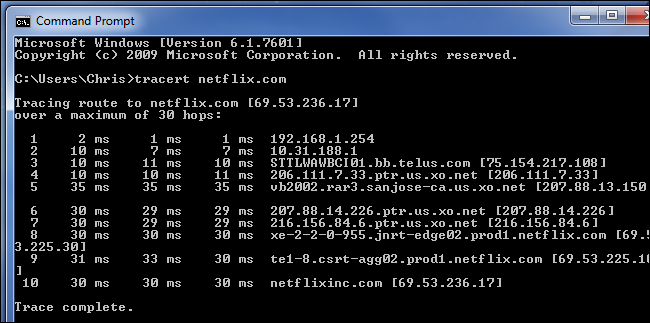 Command Prompt
Microsoft Windows [Version 6.1.7601]
Copyright (c) 2009 Microsoft Corporation.  All rights reserved.
C:\Users\Chris>tracert netflix.com
Tracing route to netflix.com [69.53.236.17]
over a maximum of 30 hops:
1     2 ms     1 ms     1 ms  192.168.1.254
2    10 ms     7 ms     7 ms  10.31.188.1
3    10 ms    11 ms    10 ms  STTLWAWBCI01.bb.telus.com [75.154.217.108]
4    10 ms    10 ms    11 ms  206.111.7.33.ptr.us.xo.net [206.111.7.33]
5    35 ms    35 ms    35 ms  vb2002.rar3.sanjose-ca.us.xo.net [207.88.13.150
6    30 ms    29 ms    29 ms  207.88.14.226.ptr.us.xo.net [207.88.14.226]
7    30 ms    29 ms    29 ms  216.156.84.6.ptr.us.xo.net [216.156.84.6]
8    30 ms    30 ms    30 ms  xe-2-2-0-955.jnrt-edge02.prod1.netflix.com [69.5
3.225.30]
9    31 ms    33 ms    30 ms  te1-8.csrt-agg02.prod1.netflix.com [69.53.225.10
]
10    30 ms    30 ms    30 ms  netflixinc.com [69.53.236.17]
Trace complete.